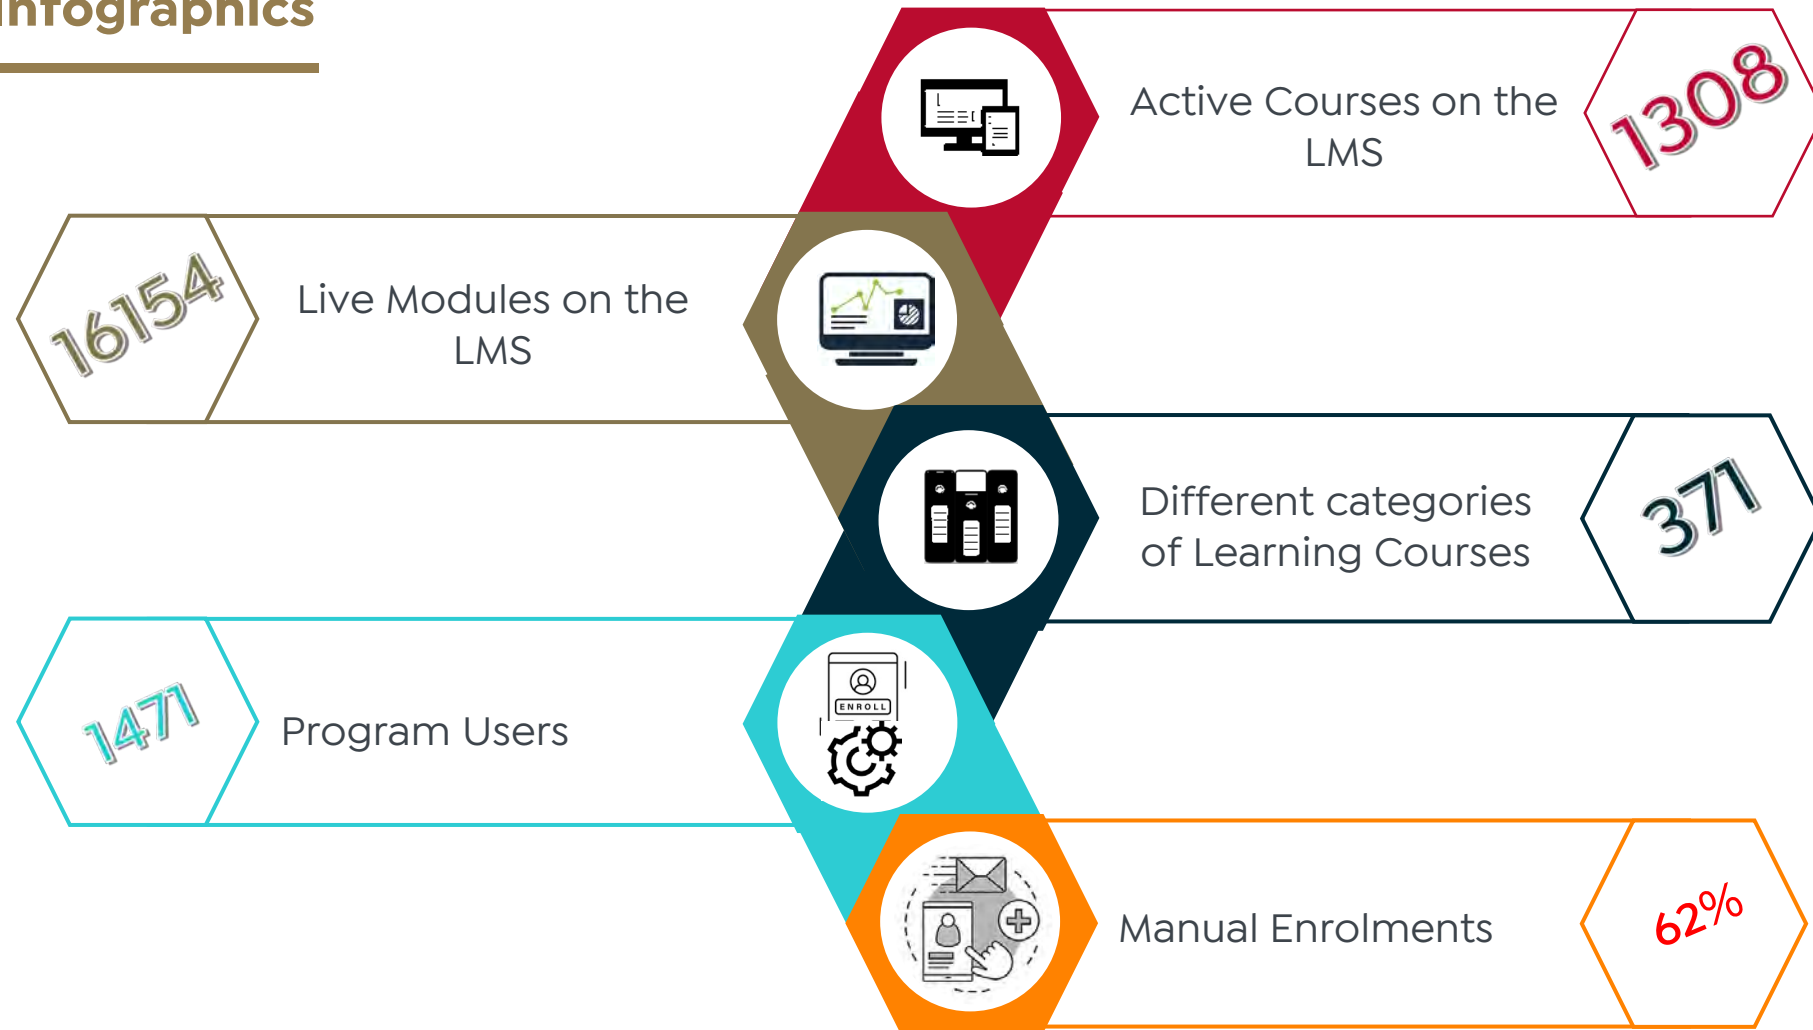 Infographics
Active Courses on the
LMS
1308
16154
Live Modules on the
LMS
Different categories
of Learning Courses
371
ENROLL
1471
Program Users
Manual Enrolments
62%